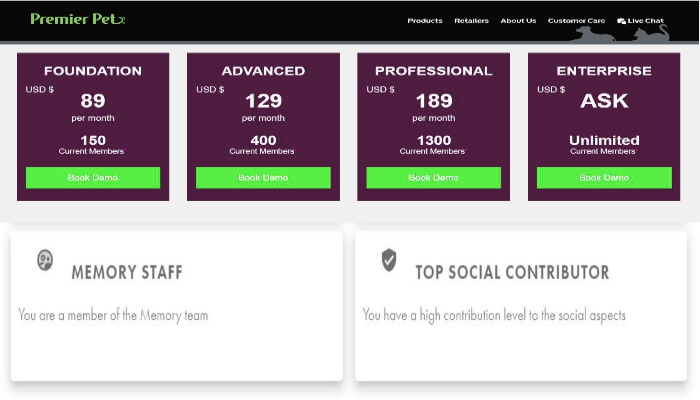 Premier Pet
Products Retailers About Us Customer Care Live Chat
FOUNDATION
USD $
89
per month
150
Current Members
Book Demo
ADVANCED
USD $
129
per month
400
Current Members
Book Demo
PROFESSIONAL
USD $
189
per month
1300
Current Members
Book Demo
ENTERPRISE
USD $
ASK
Unlimited
Current Members
Book Demo
MEMORY STAFF
You are a member of the Memory team
TOP SOCIAL CONTRIBUTOR
You have a high contribution level to the social aspects